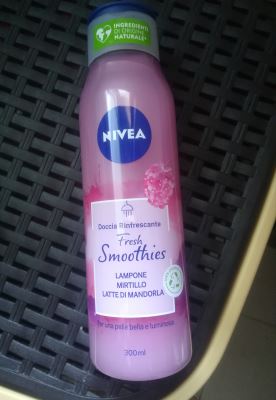 INGREDIENTI
DI ORIGINE
NATURALE*
NIVEA
Doccia Rinfrescante
Fresh
Smoothies
LAMPONE
MIRTILLO
LATTE DI MANDORLA
Per una pelle bella e luminosa
300ml